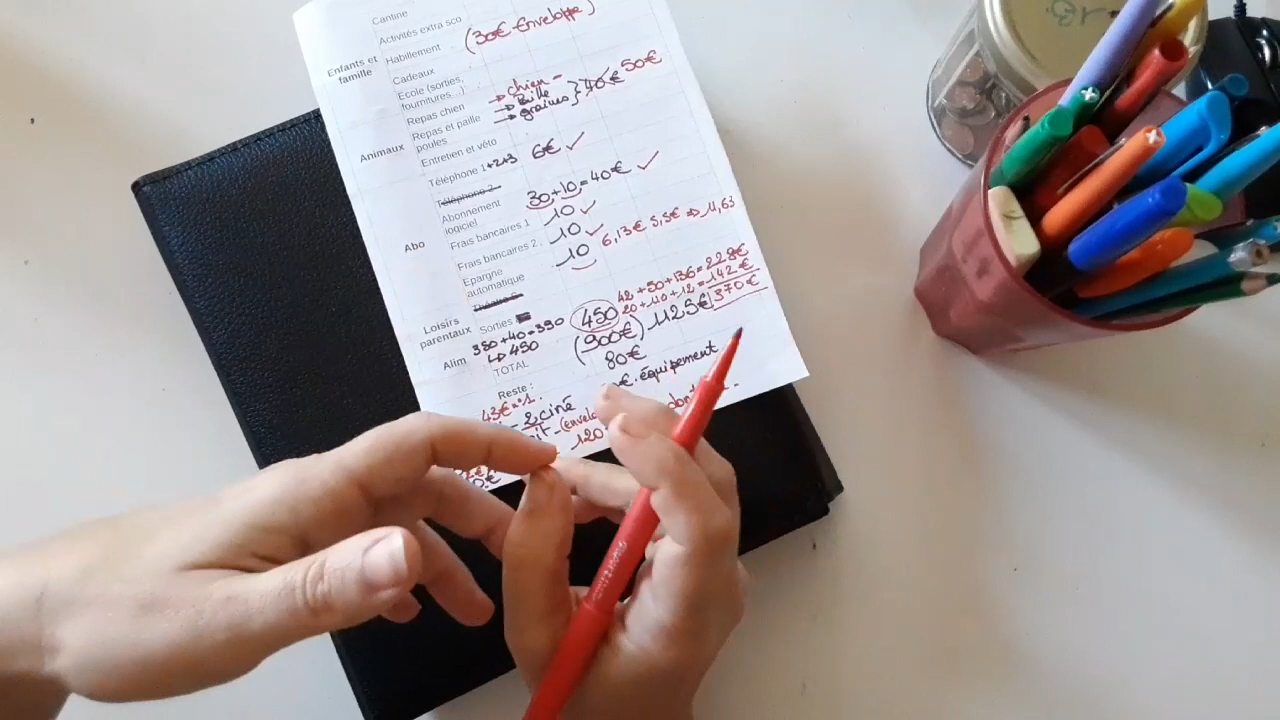 Cantine
Activités extra sco
(30€ Enveloppe)
Enfants et famille
Habillement
Cadeaux
Ecole (sorties,
fournitures...)
Repas chien
→ chien -
→ Paille
→ graines } 40€ 50€
Repas et paille
poules
Animaux
Entretien et véto
Téléphone 1+2+3 6€ ✓
Téléphone 2
Abonnement
logiciel
30+10=40€ ✓
Abo
Frais bancaires 1 10 ✓
Frais bancaires 2 10 ✓
Epargne
automatique
10 6,13€ 5,5€ ⇒ 11,63
Loisirs
parentaux
Sorties
42+50+136=228€
20+110+12=142€
370€
Alim 350+40=390
↳ 450
450
(900€) 1125€
TOTAL
80€
Reste :
€. équipement
43€ n°1.
- 2 ciné
120